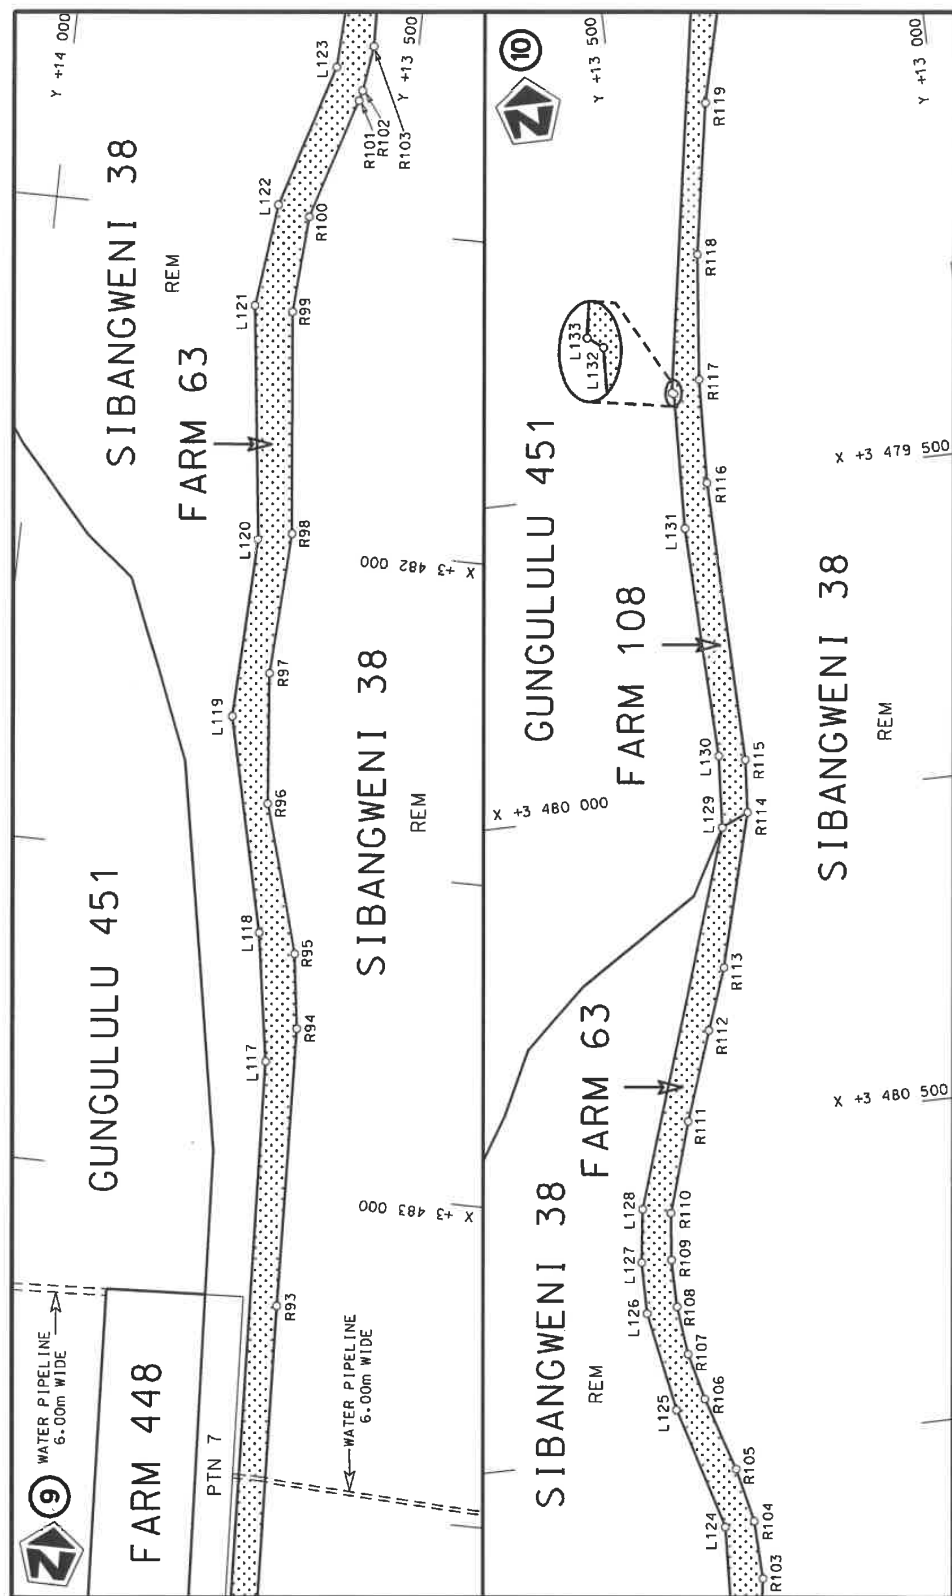 9
N
WATER PIPELINE
6.00m WIDE
FARM 448
PTN 7
WATER PIPELINE
6.00m WIDE
GUNGULULU 451
R93
X +3 483 000
L117
R94
R95
L118
SIBANGWENI 38
REM
R96
L119
R97
X +3 482 000
L120
R98
FARM 63
SIBANGWENI 38
REM
L121
R99
L122
R100
R101
R102
R103
L123
Y +14 000
Y +13 500
10
N
R103
L124
R104
R105
SIBANGWENI 38
REM
L125
R106
R107
R108
L126
L127
R109
R110
L128
FARM 63
R111
X +3 480 500
R112
R113
L129
R114
X +3 480 000
L130
R115
SIBANGWENI 38
REM
FARM 108
GUNGULULU 451
L131
R116
X +3 479 500
R117
L132
L133
R118
R119
Y +13 500
Y +13 000